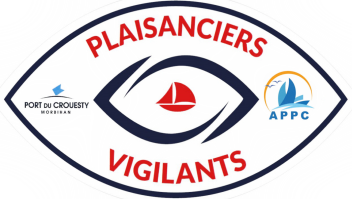 PLAISANCIERS
PORT DU CROUESTY
MORBIHAN
APPC
VIGILANTS